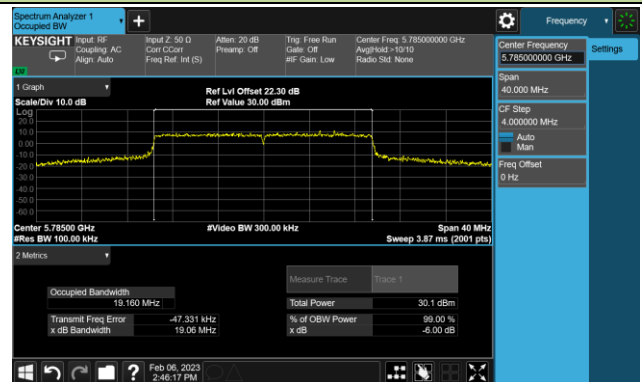 Spectrum Analyzer 1
Occupied BW
Frequency
KEYSIGHT
Input: RF
Coupling: AC
Align: Auto
Input Z: 50 Ω
Corr CCorr
Freq Ref: Int (S)
Atten: 20 dB
Preamp: Off
Trig: Free Run
Gate: Off
#IF Gain: Low
Center Freq: 5.785000000 GHz
Avg|Hold:>10/10
Radio Std: None
LW
1 Graph
Scale/Div 10.0 dB
Ref Lvl Offset 22.30 dB
Ref Value 30.00 dBm
Log
20.0
10.0
0.00
-10.0
-20.0
-30.0
-40.0
-50.0
-60.0
Center 5.78500 GHz
#Res BW 100.00 kHz
#Video BW 300.00 kHz
Span 40 MHz
Sweep 3.87 ms (2001 pts)
2 Metrics
Measure Trace
Trace 1
Occupied Bandwidth
19.160 MHz
Transmit Freq Error
-47.331 kHz
x dB Bandwidth
19.06 MHz
Total Power
30.1 dBm
% of OBW Power
99.00 %
x dB
-6.00 dB
Center Frequency
5.785000000 GHz
Settings
Span
40.000 MHz
CF Step
4.000000 MHz
Auto
Man
Freq Offset
0 Hz
?
Feb 06, 2023
2:46:17 PM